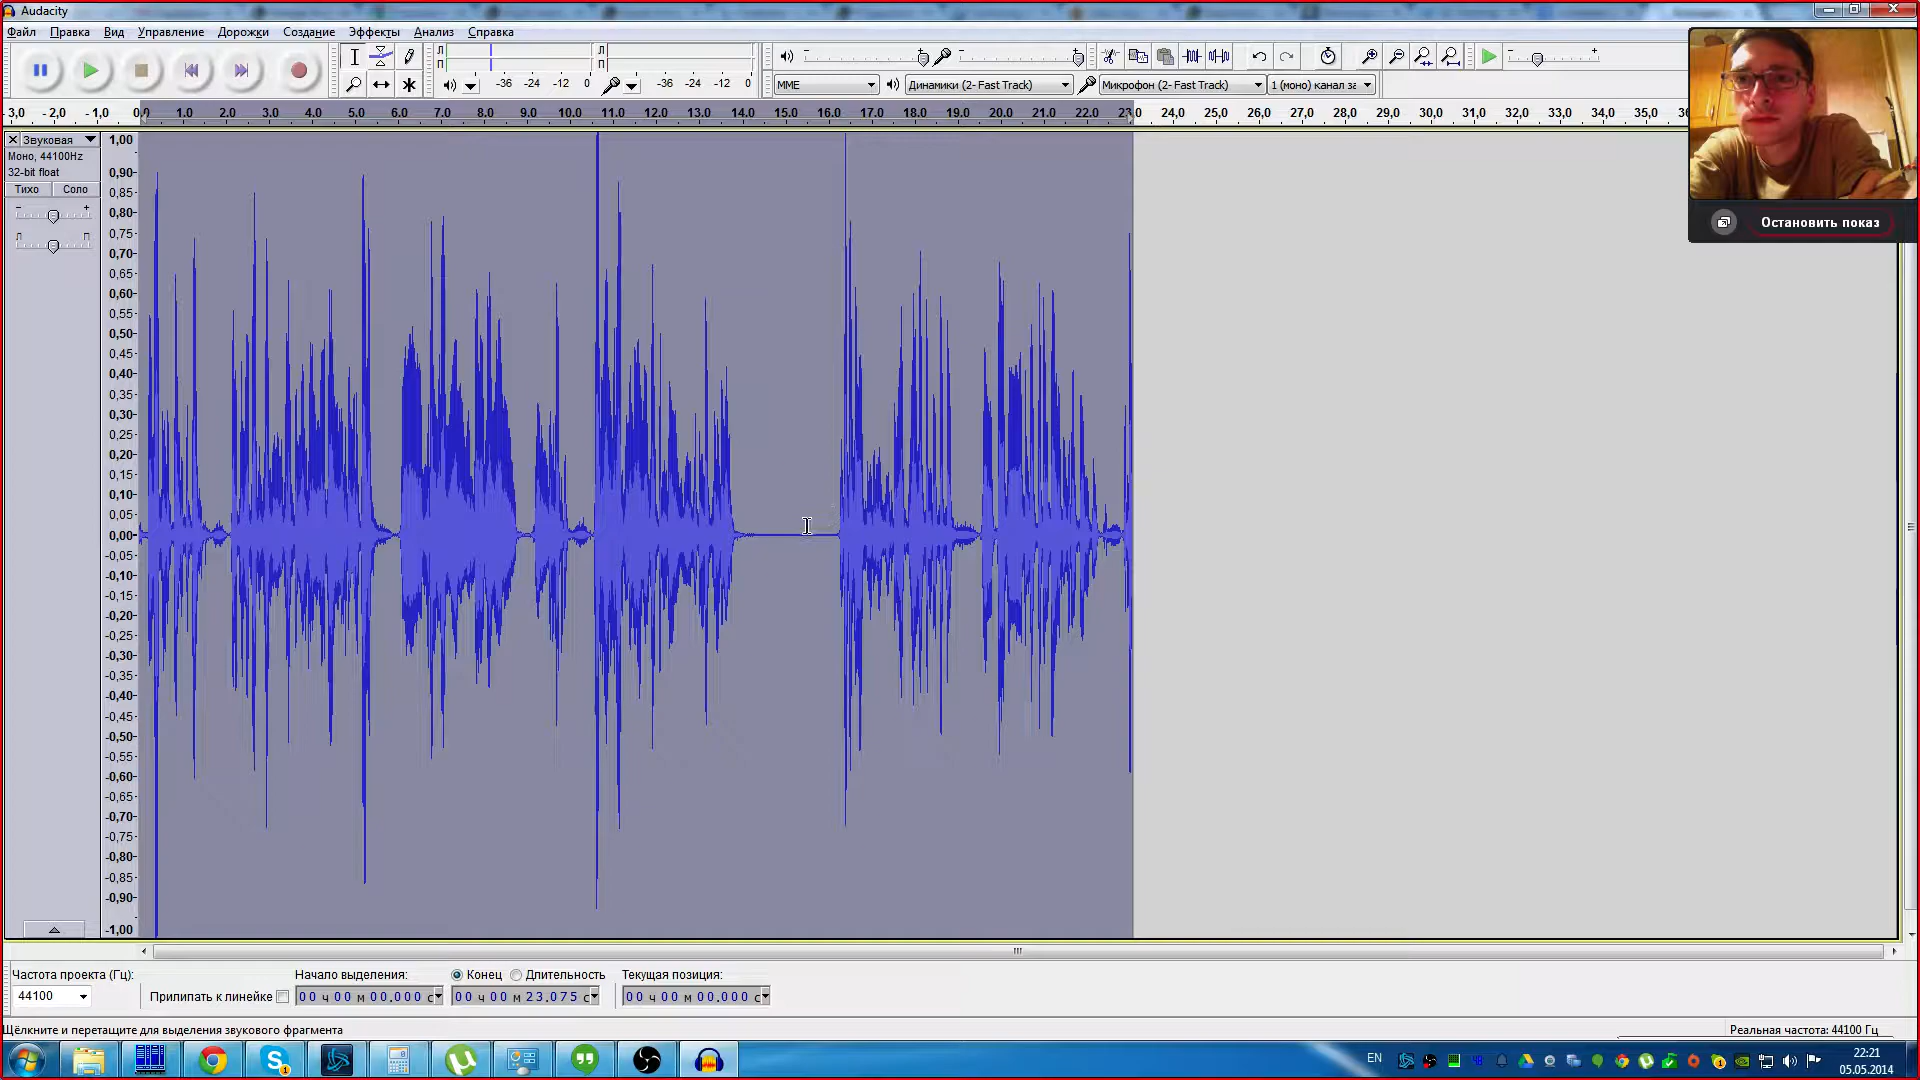 Audacity
Файл Правка Вид Управление Дорожки Создание Эффекты Анализ Справка
Л П -36 -24 -12 0 Л П -36 -24 -12 0
MME Динамики (2- Fast Track) Микрофон (2- Fast Track) 1 (моно) канал за
- 3,0 - 2,0 - 1,0 0,0 1,0 2,0 3,0 4,0 5,0 6,0 7,0 8,0 9,0 10,0 11,0 12,0 13,0 14,0 15,0 16,0 17,0 18,0 19,0 20,0 21,0 22,0 23,0 24,0 25,0 26,0 27,0 28,0 29,0 30,0 31,0 32,0 33,0 34,0 35,0
Звуковая
Моно, 44100Hz
32-bit float
Тихо Соло
- +
Л П
1,00
0,90
0,85
0,80
0,75
0,70
0,65
0,60
0,55
0,50
0,45
0,40
0,35
0,30
0,25
0,20
0,15
0,10
0,05
0,00
-0,05
-0,10
-0,15
-0,20
-0,25
-0,30
-0,35
-0,40
-0,45
-0,50
-0,55
-0,60
-0,65
-0,70
-0,75
-0,80
-0,85
-0,90
-1,00
Остановить показ
Частота проекта (Гц): Начало выделения: Конец Длительность Текущая позиция:
44100 Прилипать к линейке 00 ч 00 м 00.000 с 00 ч 00 м 23.075 с 00 ч 00 м 00.000 с
Щёлкните и перетащите для выделения звукового фрагмента
Реальная частота: 44100 Гц
EN
22:21
05.05.2014